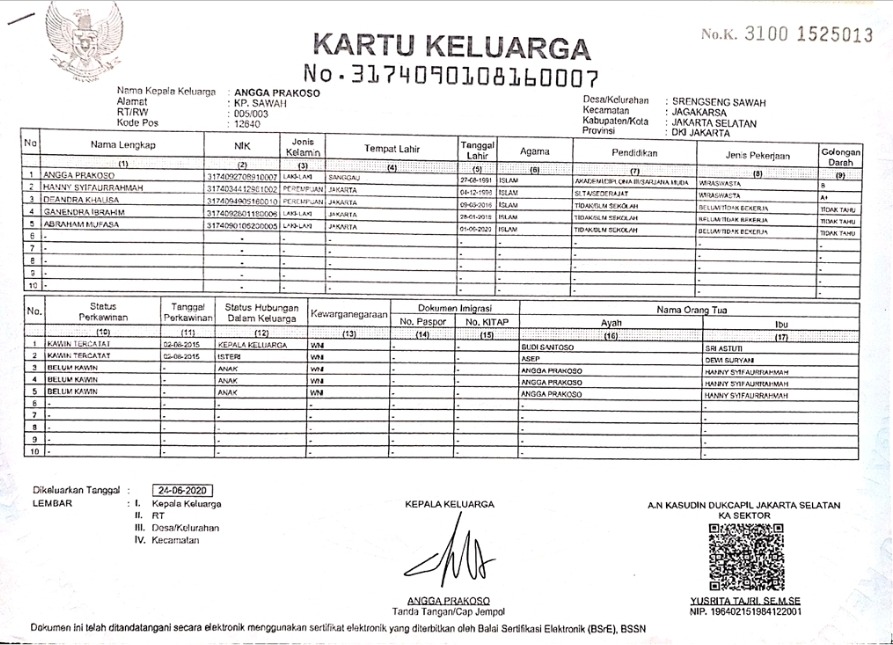 KARTU KELUARGA
No.K. 3100 1525013
No.3174090108160007
Nama Kepala Keluarga : ANGGA PRAKOSO
Alamat : KP. SAWAH
RT/RW : 005/003
Kode Pos : 12640
Desa/Kelurahan : SRENGSENG SAWAH
Kecamatan : JAGAKARSA
Kabupaten/Kota : JAKARTA SELATAN
Provinsi : DKI JAKARTA
No Nama Lengkap NIK Jenis Kelamin Tempat Lahir Tanggal Lahir Agama Pendidikan Jenis Pekerjaan Golongan Darah
(1) (2) (3) (4) (5) (6) (7) (8) (9)
1 ANGGA PRAKOSO 3174092708910007 LAKI-LAKI SANGGAU 27-08-1991 ISLAM AKADEMI/DIPLOMA III/SARJANA MUDA WIRASWASTA B
2 HANNY SYIFAURRAHMAH 3174034412901002 PEREMPUAN JAKARTA ISLAM SLTA/SEDERAJAT WIRASWASTA A+
3 DEANDRA KHALISA 3174094905160010 PEREMPUAN JAKARTA 09-05-2016 ISLAM TIDAK/BLM SEKOLAH BELUM/TIDAK BEKERJA TIDAK TAHU
4 GANENDRA IBRAHIM 3174092801180006 LAKI-LAKI JAKARTA 28-01-2018 ISLAM TIDAK/BLM SEKOLAH BELUM/TIDAK BEKERJA TIDAK TAHU
5 ABRAHAM MUFASA 3174090106200005 LAKI-LAKI JAKARTA 01-06-2020 ISLAM TIDAK/BLM SEKOLAH BELUM/TIDAK BEKERJA TIDAK TAHU
6 - - - - - - - -
7 - - - - - - - -
8 - - - - - - - -
9 - - - - - - - -
10 - - - - - - - -
No. Status Perkawinan Tanggal Perkawinan Status Hubungan Dalam Keluarga Kewarganegaraan Dokumen Imigrasi Nama Orang Tua
No. Paspor No. KITAP Ayah Ibu
(10) (11) (12) (13) (14) (15) (16) (17)
1 KAWIN TERCATAT 02-08-2015 KEPALA KELUARGA WNI - - BUDI SANTOSO SRI ASTUTI
2 KAWIN TERCATAT 02-08-2015 ISTERI WNI - - ASEP DEWI SURYANI
3 BELUM KAWIN - ANAK WNI - - ANGGA PRAKOSO HANNY SYIFAURRAHMAH
4 BELUM KAWIN - ANAK WNI - - ANGGA PRAKOSO HANNY SYIFAURRAHMAH
5 BELUM KAWIN - ANAK WNI - - ANGGA PRAKOSO HANNY SYIFAURRAHMAH
6 - - - - - - - -
7 - - - - - - - -
8 - - - - - - - -
9 - - - - - - - -
10 - - - - - - - -
Dikeluarkan Tanggal : 24-06-2020
LEMBAR : I. Kepala Keluarga
II. RT
III. Desa/Kelurahan
IV. Kecamatan
KEPALA KELUARGA
ANGGA PRAKOSO
Tanda Tangan/Cap Jempol
A.N KASUDIN DUKCAPIL JAKARTA SELATAN
KA SEKTOR
YUSRITA TAJRI, SE.M.SE
NIP. 196402151984122001
Dokumen ini telah ditandatangani secara elektronik menggunakan sertifikat elektronik yang diterbitkan oleh Balai Sertifikasi Elektronik (BSrE), BSSN